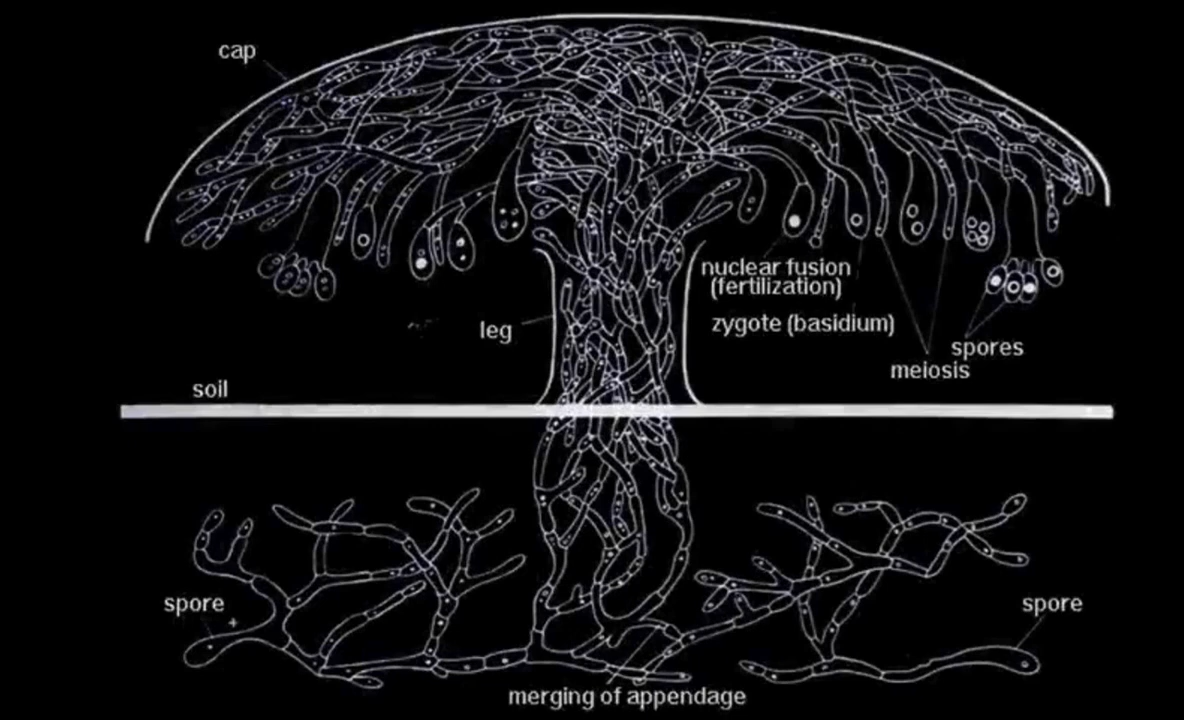 cap
nuclear fusion
(fertilization)
zygote (basidium)
leg
spores
meiosis
soil
spore
+
spore
merging of appendage